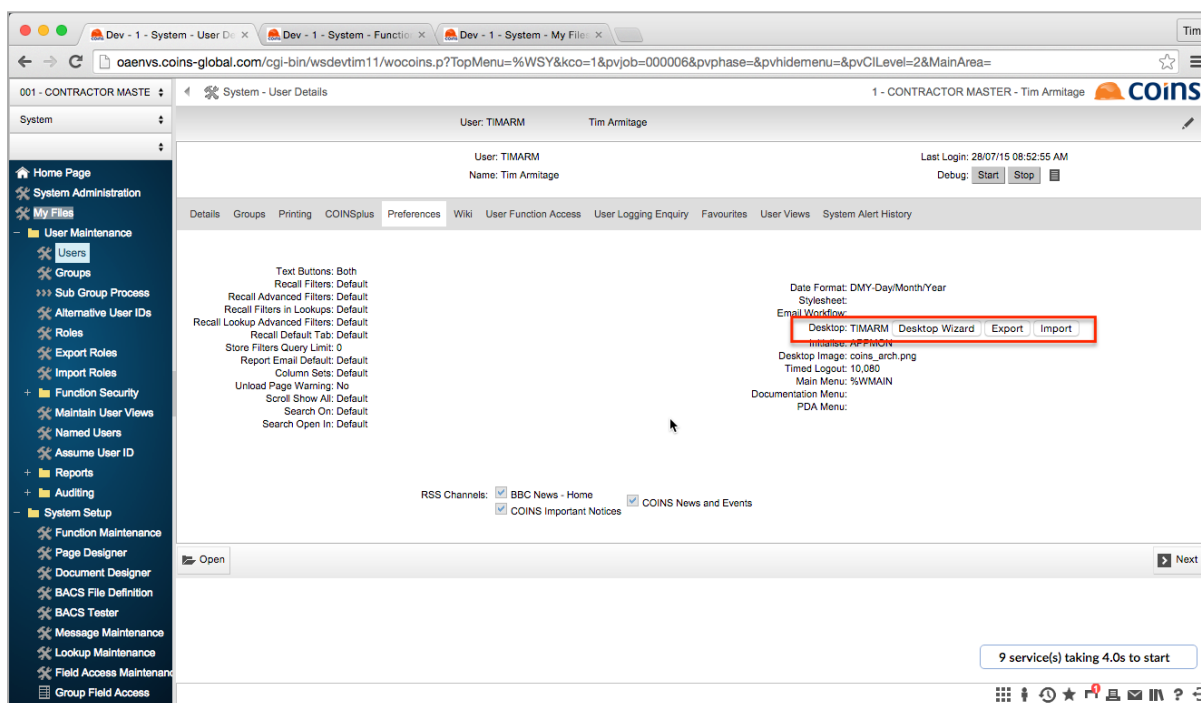 Dev - 1 - System - User De
Dev - 1 - System - Function
Dev - 1 - System - My Files
Tim
oaenvs.coins-global.com/cgi-bin/wsdevtim11/wocoins.p?TopMenu=%WSY&kco=1&pvjob=000006&pvphase=&pvhidemenu=&pvCILevel=2&MainArea=
001 - CONTRACTOR MASTE
System - User Details
1 - CONTRACTOR MASTER - Tim Armitage
coins
System
User: TIMARM Tim Armitage
User: TIMARM
Name: Tim Armitage
Last Login: 28/07/15 08:52:55 AM
Debug: Start Stop
Home Page
System Administration
My Files
User Maintenance
Users
Groups
Sub Group Process
Alternative User IDs
Roles
Export Roles
Import Roles
Function Security
Maintain User Views
Named Users
Assume User ID
Reports
Auditing
System Setup
Function Maintenance
Page Designer
Document Designer
BACS File Definition
BACS Tester
Message Maintenance
Lookup Maintenance
Field Access Maintenanc
Group Field Access
Details Groups Printing COINSplus Preferences Wiki User Function Access User Logging Enquiry Favourites User Views System Alert History
Text Buttons: Both
Recall Filters: Default
Recall Advanced Filters: Default
Recall Filters in Lookups: Default
Recall Lookup Advanced Filters: Default
Recall Default Tab: Default
Store Filters Query Limit: 0
Report Email Default: Default
Column Sets: Default
Unload Page Warning: No
Scroll Show All: Default
Search On: Default
Search Open In: Default
Date Format: DMY-Day/Month/Year
Stylesheet:
Email Workflow:
Desktop: TIMARM Desktop Wizard Export Import
Initialise: APPMON
Desktop Image: coins_arch.png
Timed Logout: 10,080
Main Menu: %WMAIN
Documentation Menu:
PDA Menu:
RSS Channels: BBC News - Home
COINS News and Events
COINS Important Notices
Open
Next
9 service(s) taking 4.0s to start
1